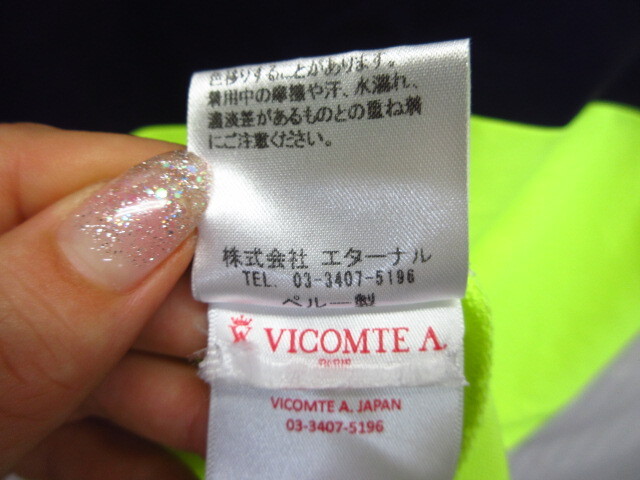 色移りすることがあります。
着用中の摩擦や汗、水濡れ、
濃淡差があるものとの重ね着
にご注意ください。
株式会社 エターナル
TEL. 03-3407-5196
ペルー製
VICOMTE A.
PARIS
VICOMTE A. JAPAN
03-3407-5196